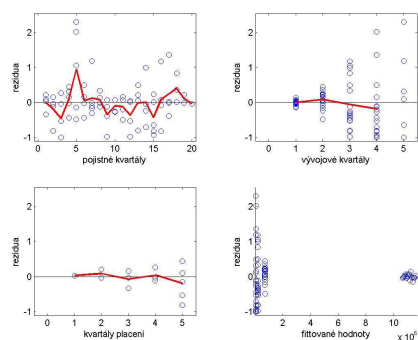 2
1
0
-1
rezidua
0 5 10 15 20
pojistné kvartály
2
1
0
-1
rezidua
0 1 2 3 4 5
vývojové kvartály
2
1
0
-1
rezidua
0 1 2 3 4 5
kvartály placení
2
1
0
-1
rezidua
2 4 6 8 10
x 10⁶
fittované hodnoty